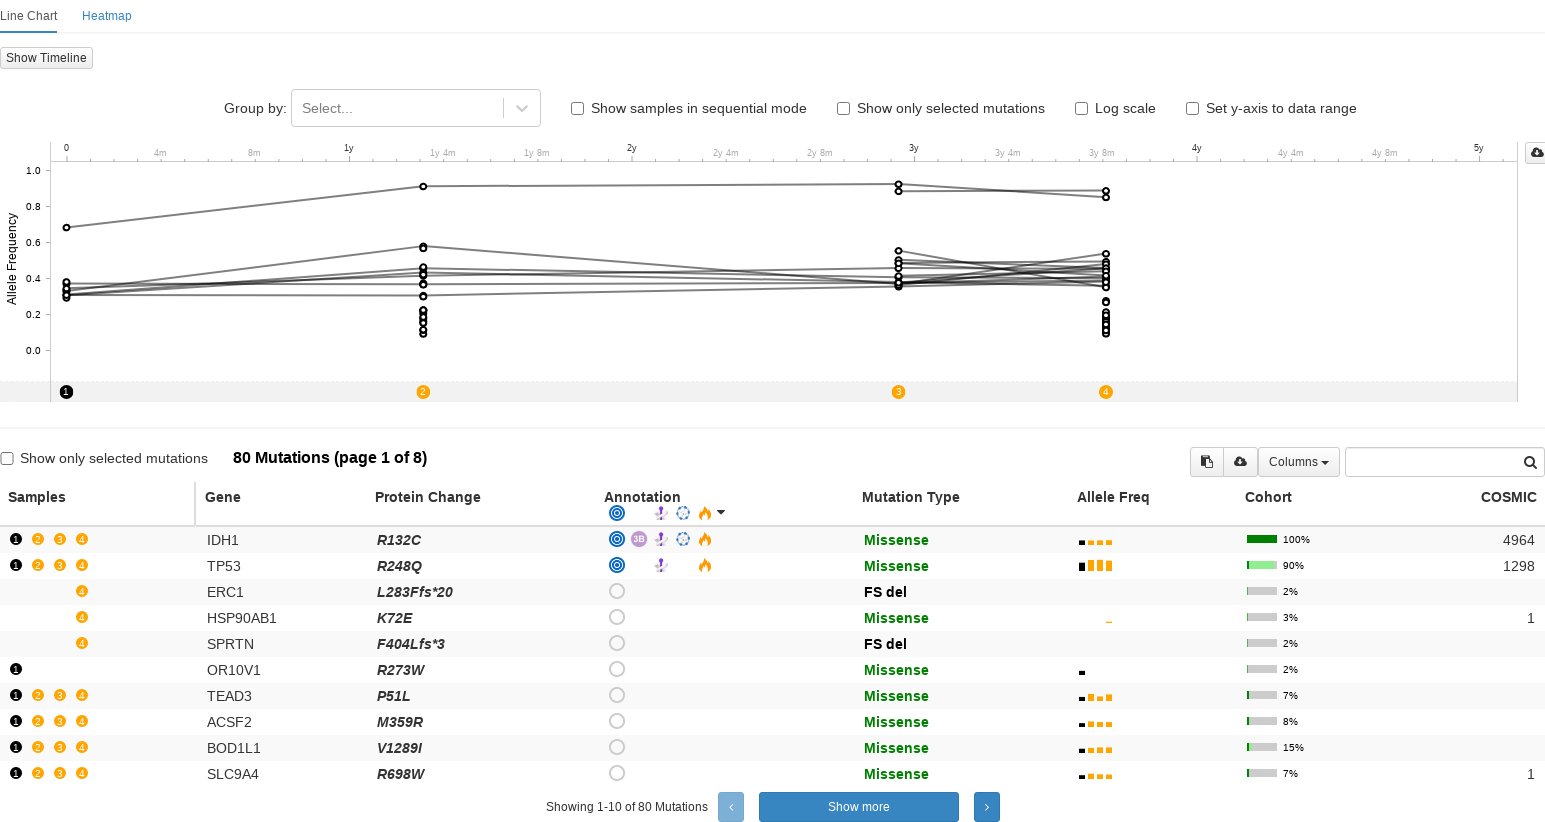 Line Chart Heatmap
Show Timeline
Group by: Select... Show samples in sequential mode Show only selected mutations Log scale Set y-axis to data range
0 4m 8m 1y 1y 4m 1y 8m 2y 2y 4m 2y 8m 3y 3y 4m 3y 8m 4y 4y 4m 4y 8m 5y
1.0
0.8
0.6
0.4
0.2
0.0
Allele Frequency
1 2 3 4
Show only selected mutations 80 Mutations (page 1 of 8) Columns
Samples Gene Protein Change Annotation Mutation Type Allele Freq Cohort COSMIC
1 2 3 4 IDH1 R132C 3B Missense 100% 4964
1 2 3 4 TP53 R248Q Missense 90% 1298
4 ERC1 L283Ffs*20 FS del 2%
4 HSP90AB1 K72E Missense 3% 1
4 SPRTN F404Lfs*3 FS del 2%
1 OR10V1 R273W Missense 2%
1 2 3 4 TEAD3 P51L Missense 7%
1 2 3 4 ACSF2 M359R Missense 8%
1 2 3 4 BOD1L1 V1289I Missense 15%
1 2 3 4 SLC9A4 R698W Missense 7% 1
Showing 1-10 of 80 Mutations ‹ Show more ›